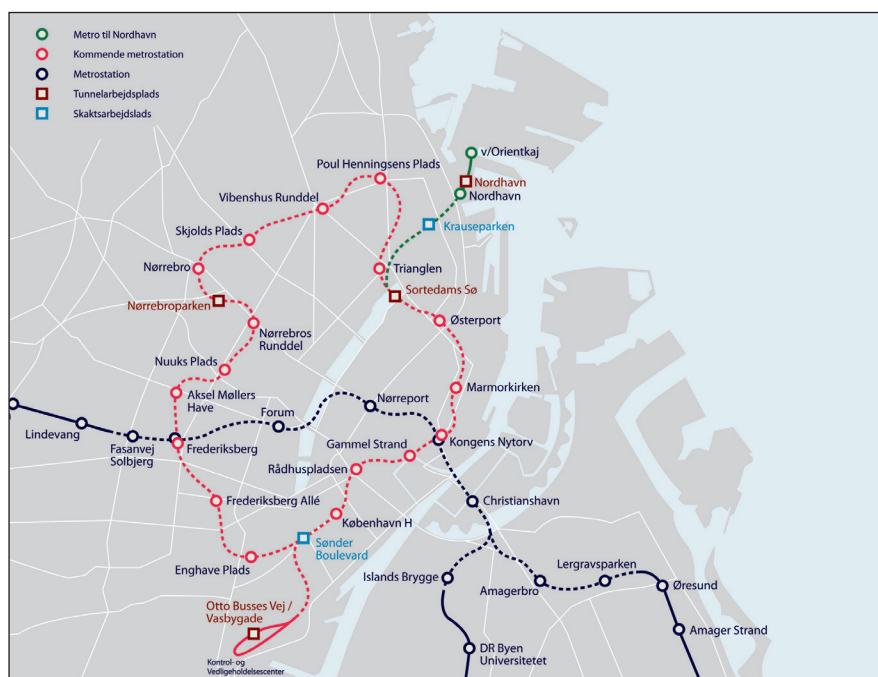 Metro til Nordhavn
Kommende metrostation
Metrostation
Tunnelarbejdsplads
Skaktsarbejdslads
v/Orientkaj
Poul Henningsens Plads
Nordhavn
Nordhavn
Vibenshus Runddel
Krauseparken
Skjolds Plads
Nørrebro
Trianglen
Sortedams Sø
Nørrebroparken
Østerport
Nørrebros
Runddel
Nuuks Plads
Marmorkirken
Aksel Møllers
Have
Nørreport
Forum
Lindevang
Fasanvej
Solbjerg
Frederiksberg
Gammel Strand
Kongens Nytorv
Rådhuspladsen
Frederiksberg Allé
Christianshavn
København H
Sønder
Boulevard
Enghave Plads
Islands Brygge
Lergravsparken
Amagerbro
Øresund
Otto Busses Vej /
Vasbygade
Amager Strand
DR Byen
Universitetet
Kontrol- og
Vedligeholdelsescenter